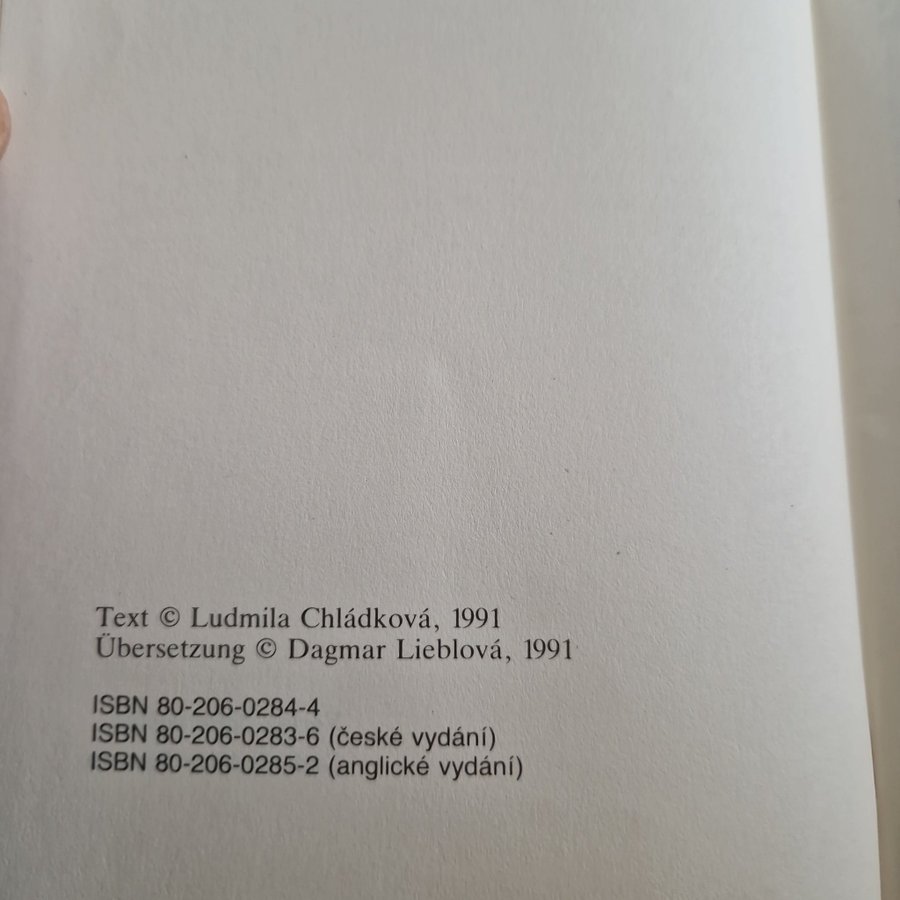 Text © Ludmila Chládková, 1991
Übersetzung © Dagmar Lieblová, 1991
ISBN 80-206-0284-4
ISBN 80-206-0283-6 (české vydání)
ISBN 80-206-0285-2 (anglické vydání)